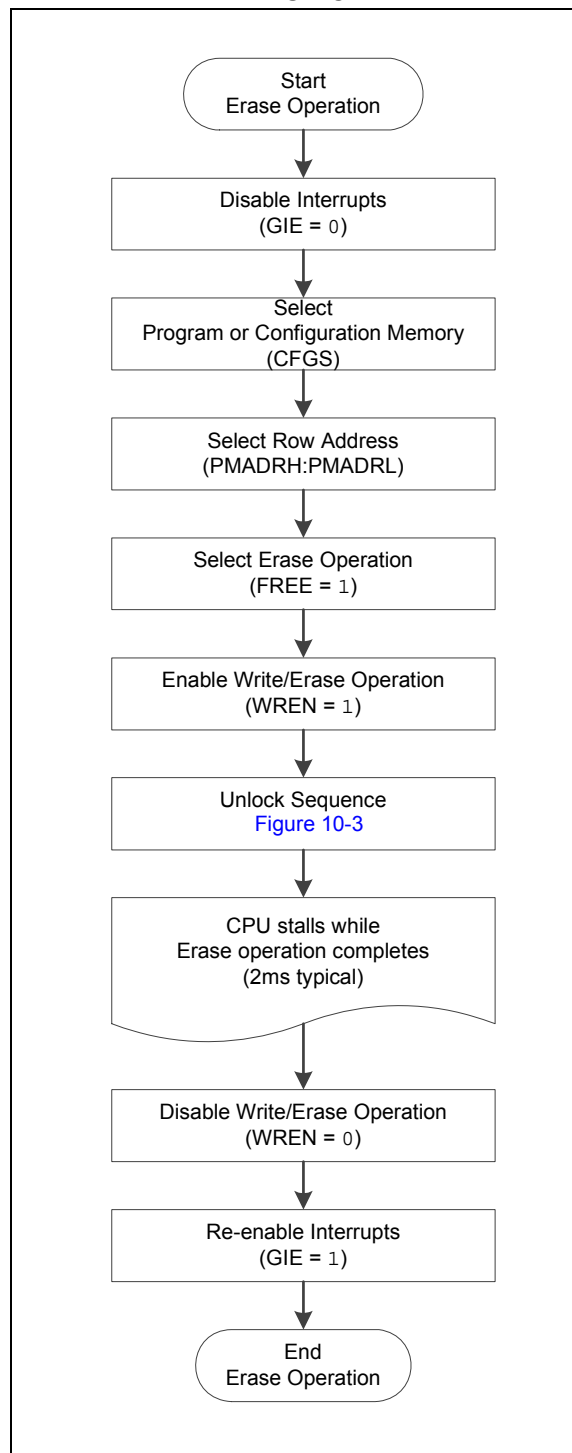 Start
Erase Operation
Disable Interrupts
(GIE = 0)
Select
Program or Configuration Memory
(CFGS)
Select Row Address
(PMADRH:PMADRL)
Select Erase Operation
(FREE = 1)
Enable Write/Erase Operation
(WREN = 1)
Unlock Sequence
Figure 10-3
CPU stalls while
Erase operation completes
(2ms typical)
Disable Write/Erase Operation
(WREN = 0)
Re-enable Interrupts
(GIE = 1)
End
Erase Operation